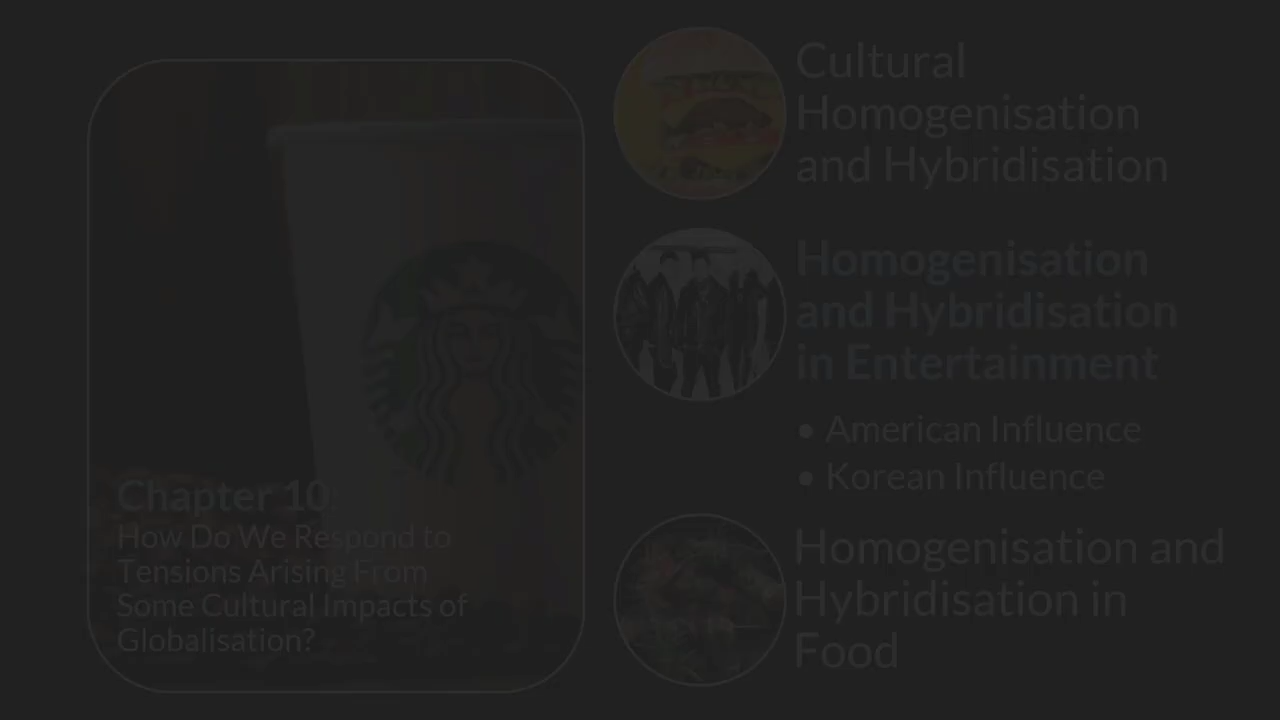 Chapter 10:
How Do We Respond to
Tensions Arising From
Some Cultural Impacts of
Globalisation?
Cultural
Homogenisation
and Hybridisation
Homogenisation
and Hybridisation
in Entertainment
• American Influence
• Korean Influence
Homogenisation and
Hybridisation in
Food